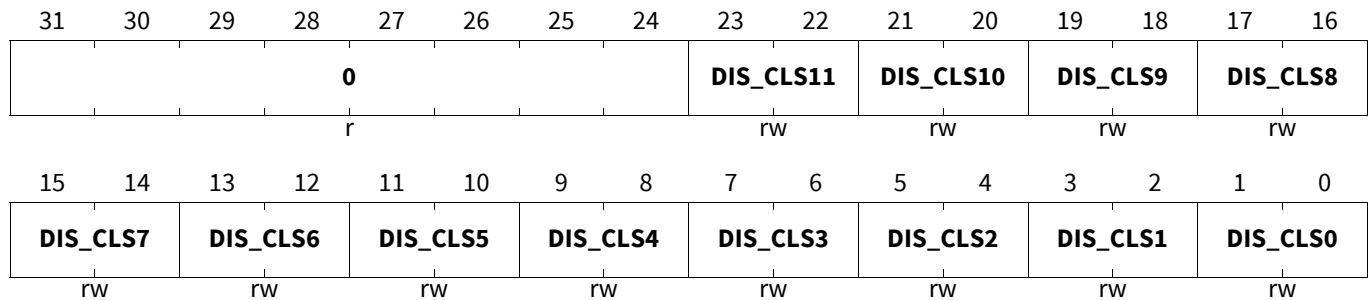 31 30 29 28 27 26 25 24 23 22 21 20 19 18 17 16
0 DIS_CLS11 DIS_CLS10 DIS_CLS9 DIS_CLS8
r rw rw rw rw
15 14 13 12 11 10 9 8 7 6 5 4 3 2 1 0
DIS_CLS7 DIS_CLS6 DIS_CLS5 DIS_CLS4 DIS_CLS3 DIS_CLS2 DIS_CLS1 DIS_CLS0
rw rw rw rw rw rw rw rw